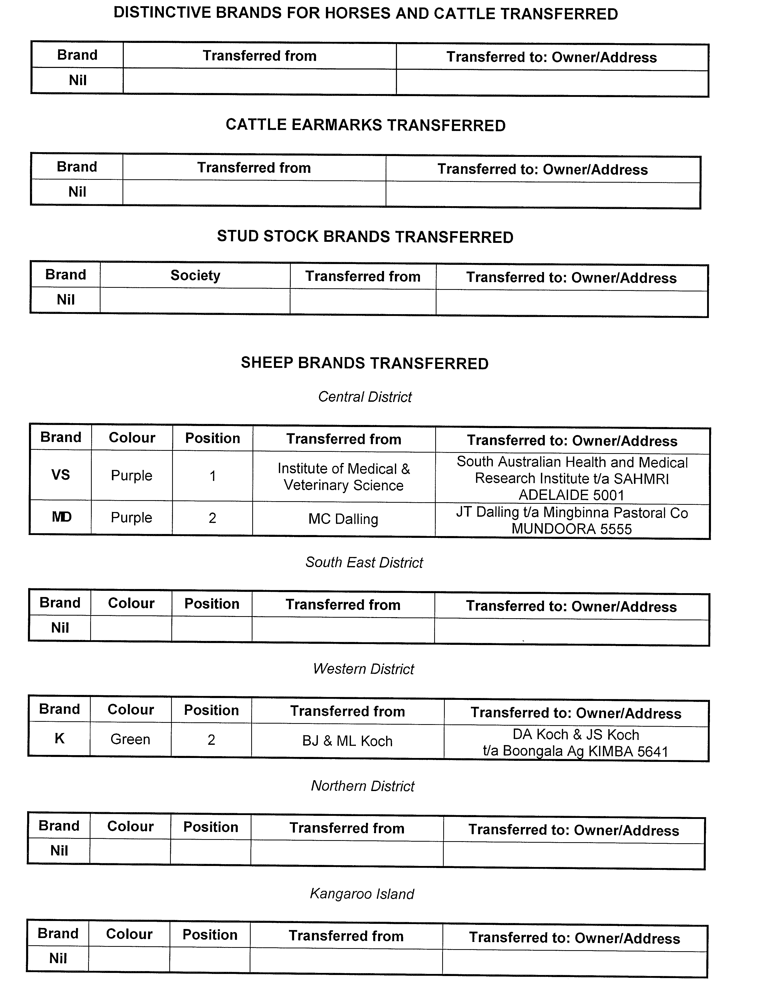 DISTINCTIVE BRANDS FOR HORSES AND CATTLE TRANSFERRED
Brand Transferred from Transferred to: Owner/Address
Nil
CATTLE EARMARKS TRANSFERRED
Brand Transferred from Transferred to: Owner/Address
Nil
STUD STOCK BRANDS TRANSFERRED
Brand Society Transferred from Transferred to: Owner/Address
Nil
SHEEP BRANDS TRANSFERRED
Central District
Brand Colour Position Transferred from Transferred to: Owner/Address
VS Purple 1 Institute of Medical & Veterinary Science South Australian Health and Medical Research Institute t/a SAHMRI ADELAIDE 5001
MD Purple 2 MC Dalling JT Dalling t/a Mingbinna Pastoral Co MUNDOORA 5555
South East District
Brand Colour Position Transferred from Transferred to: Owner/Address
Nil
Western District
Brand Colour Position Transferred from Transferred to: Owner/Address
K Green 2 BJ & ML Koch DA Koch & JS Koch t/a Boongala Ag KIMBA 5641
Northern District
Brand Colour Position Transferred from Transferred to: Owner/Address
Nil
Kangaroo Island
Brand Colour Position Transferred from Transferred to: Owner/Address
Nil